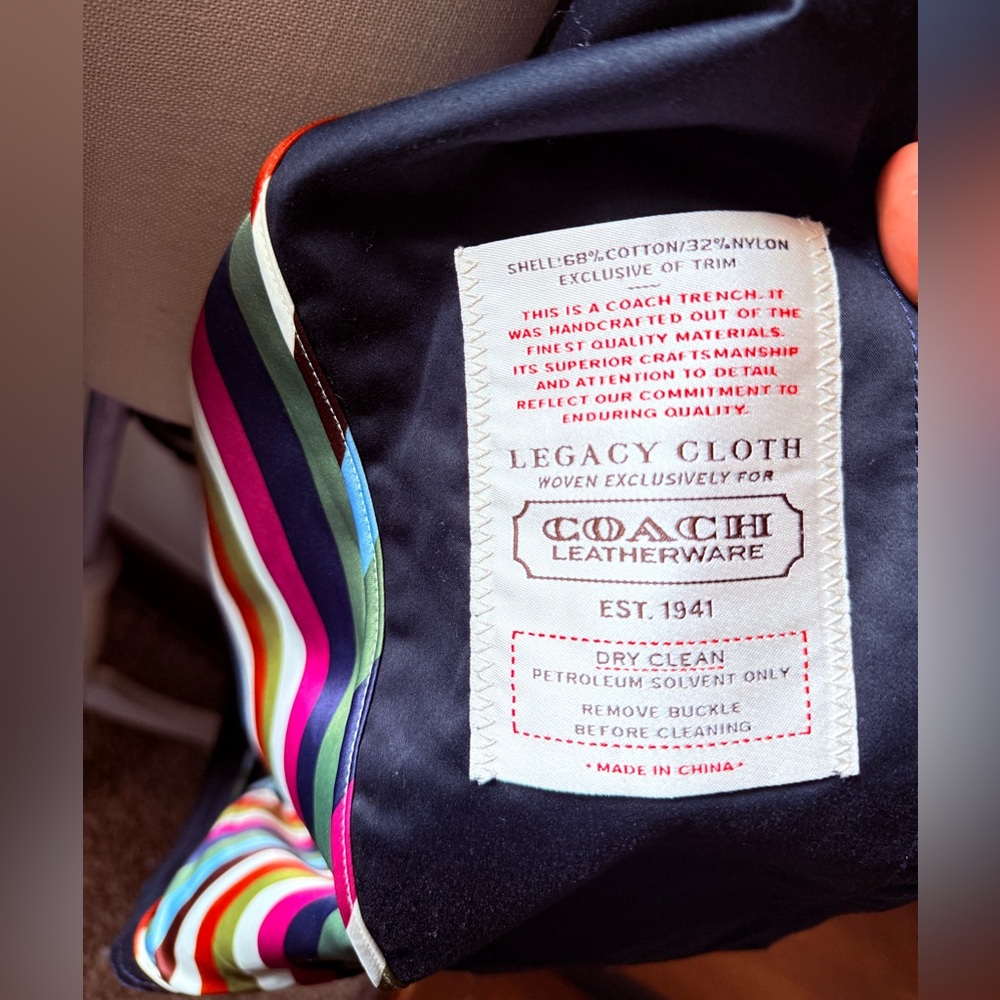 SHELL:68%COTTON/32%NYLON
EXCLUSIVE OF TRIM
THIS IS A COACH TRENCH. IT
WAS HANDCRAFTED OUT OF THE
FINEST QUALITY MATERIALS.
ITS SUPERIOR CRAFTSMANSHIP
AND ATTENTION TO DETAIL
REFLECT OUR COMMITMENT TO
ENDURING QUALITY.
LEGACY CLOTH
WOVEN EXCLUSIVELY FOR
COACH
LEATHERWARE
EST. 1941
DRY CLEAN
PETROLEUM SOLVENT ONLY
REMOVE BUCKLE
BEFORE CLEANING
• MADE IN CHINA •